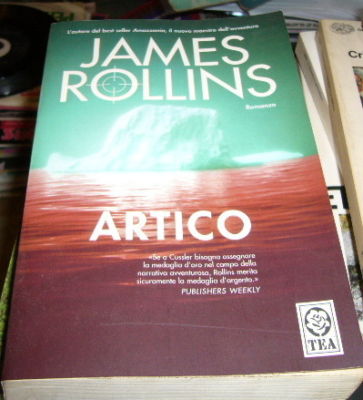 L'autore del best seller Amazzonia, il nuovo maestro dell'avventura
JAMES
ROLLINS
Romanzo
ARTICO
«Se a Cussler bisogna assegnare
la medaglia d'oro nel campo della
narrativa avventurosa, Rollins merita
sicuramente la medaglia d'argento.»
PUBLISHERS WEEKLY
TEA
Cr